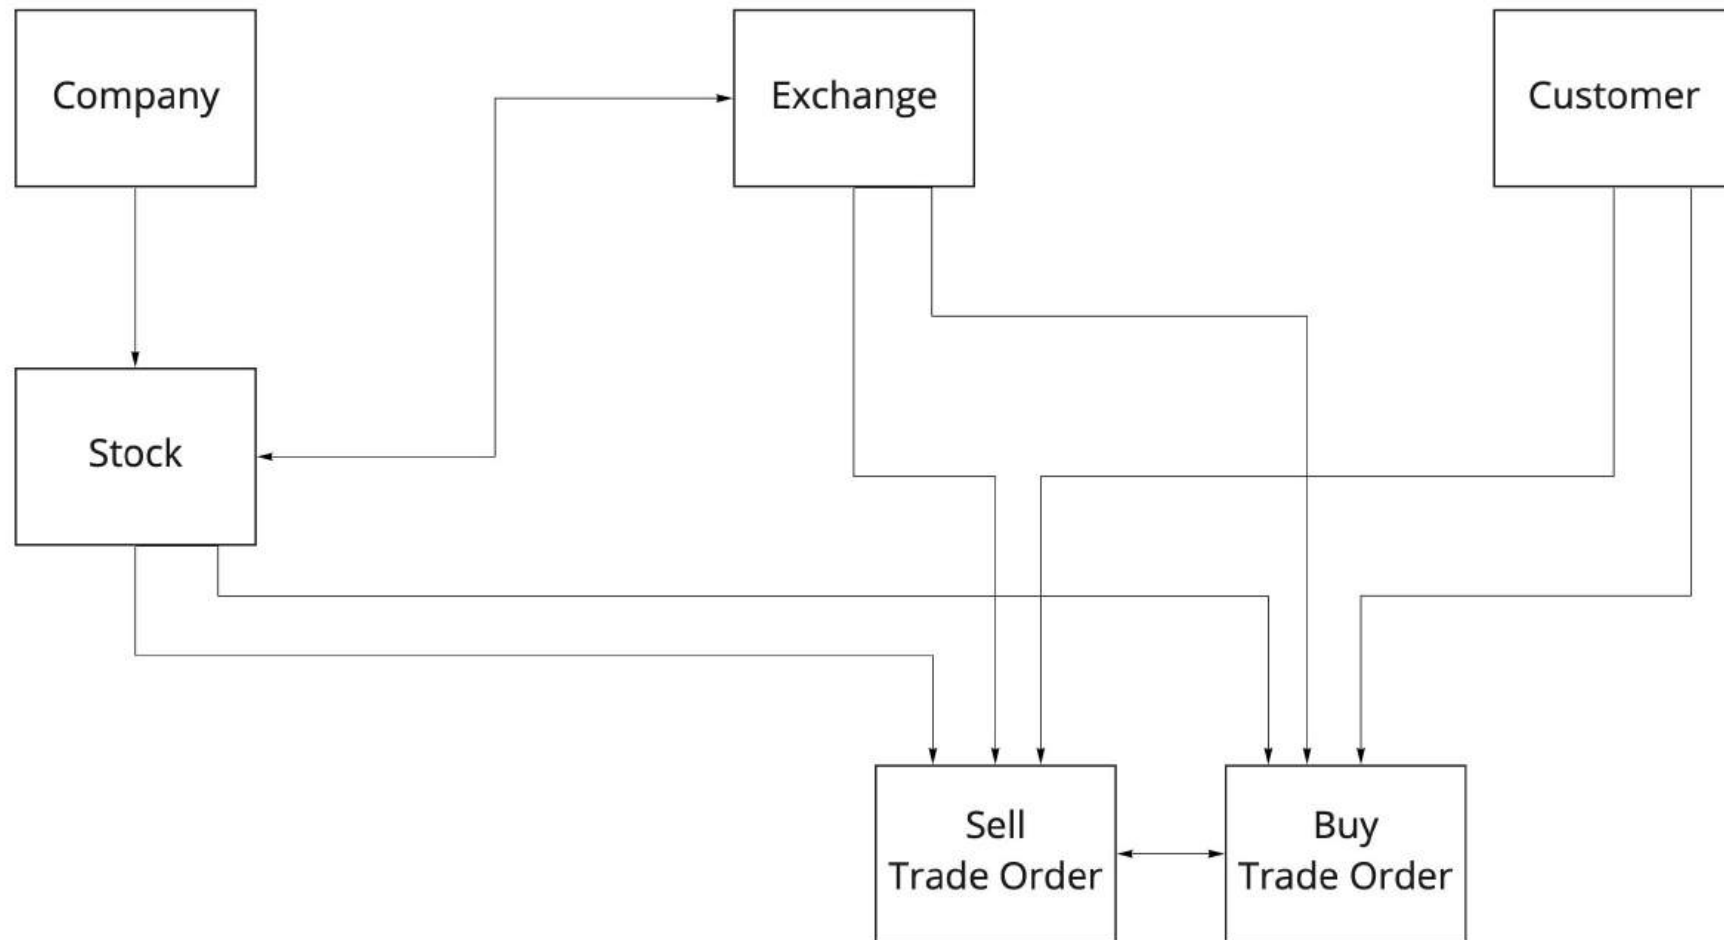 Company
Exchange
Customer
Stock
Sell
Trade Order
Buy
Trade Order